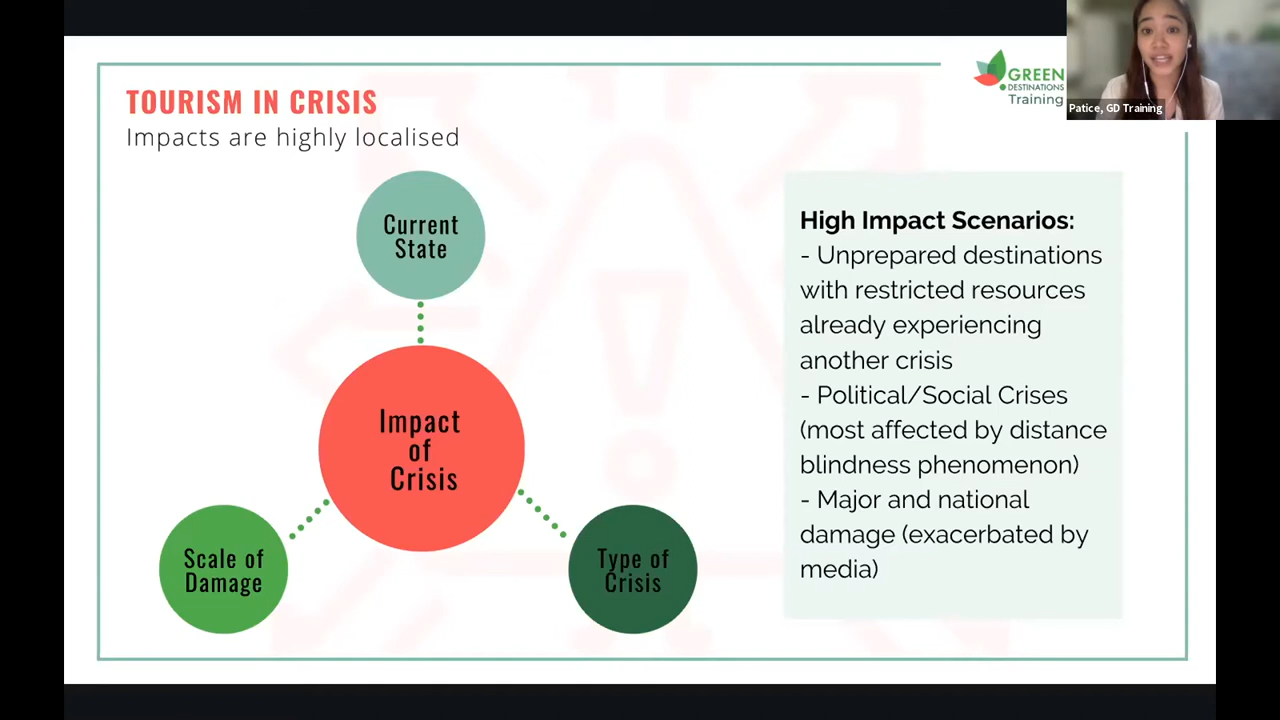 TOURISM IN CRISIS
Impacts are highly localised
GREEN
DESTINATIONS
Training
Patice, GD Training
Current
State
Impact
of
Crisis
Scale of
Damage
Type of
Crisis
High Impact Scenarios:
- Unprepared destinations
with restricted resources
already experiencing
another crisis
- Political/Social Crises
(most affected by distance
blindness phenomenon)
- Major and national
damage (exacerbated by
media)